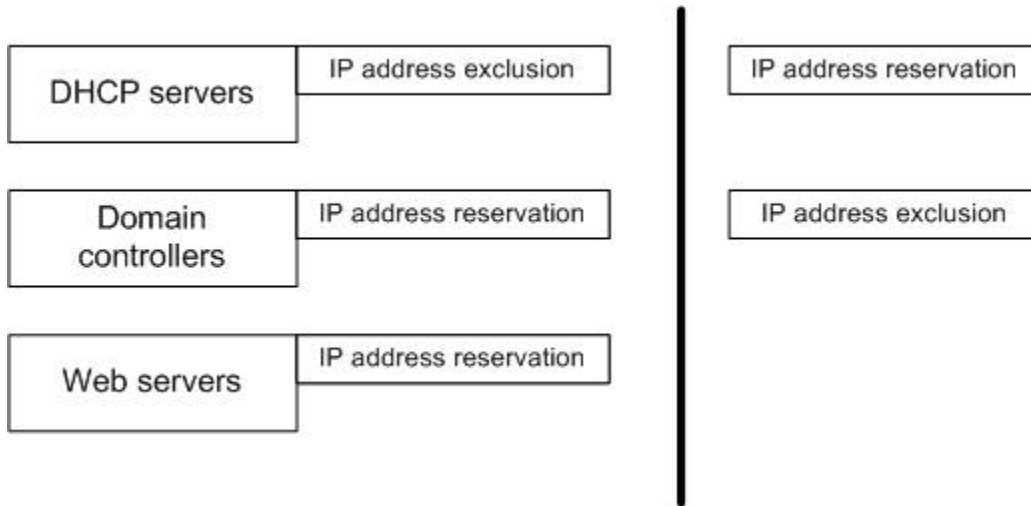 DHCP servers
IP address exclusion
IP address reservation
Domain
controllers
IP address reservation
IP address exclusion
Web servers
IP address reservation